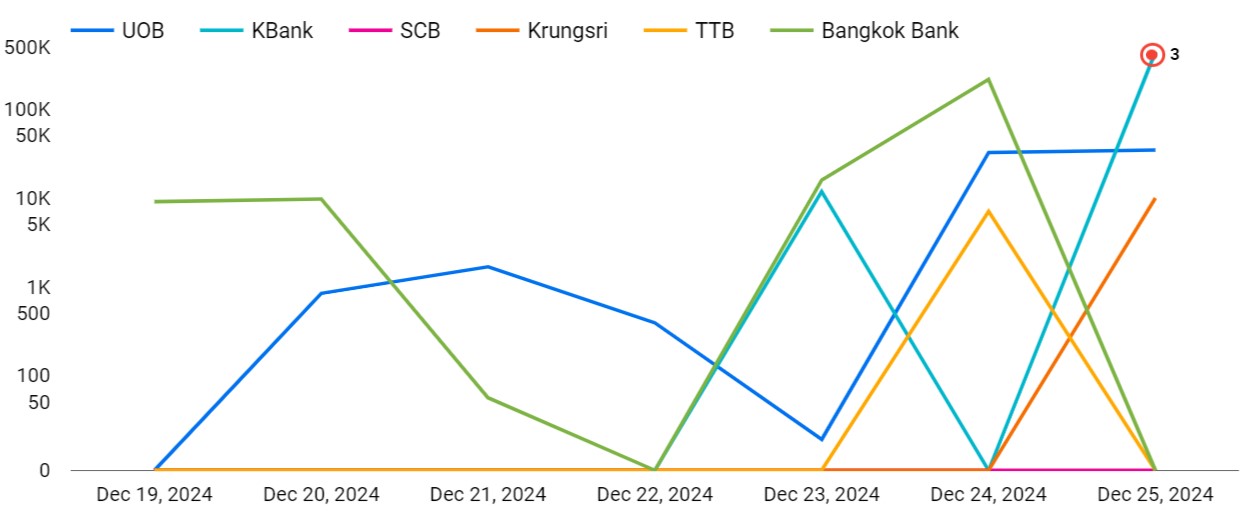 UOB KBank SCB Krungsri TTB Bangkok Bank
500K
3
100K
50K
10K
5K
1K
500
100
50
0
Dec 19, 2024 Dec 20, 2024 Dec 21, 2024 Dec 22, 2024 Dec 23, 2024 Dec 24, 2024 Dec 25, 2024